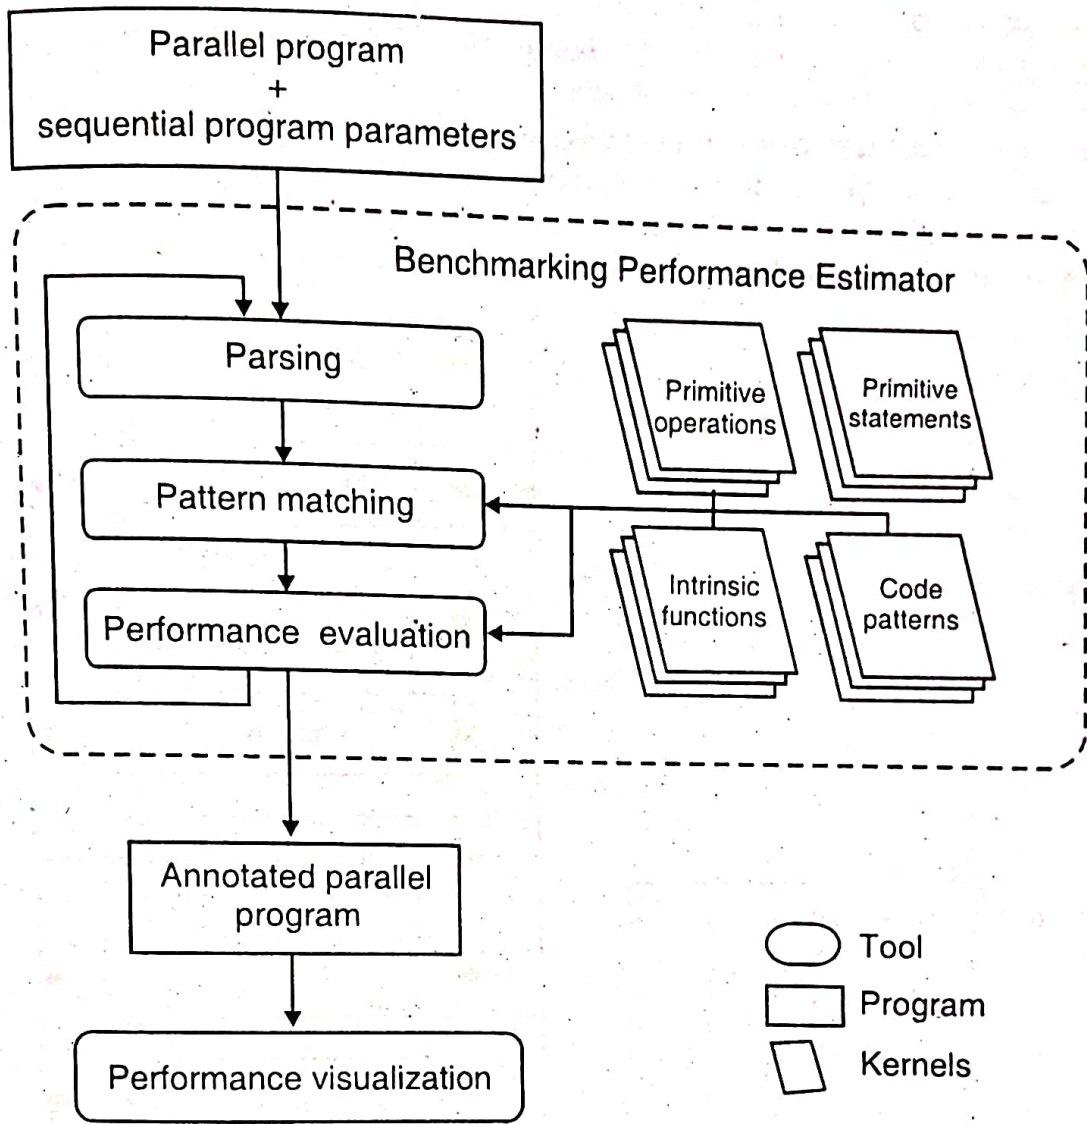 Parallel program
+
sequential program parameters
Benchmarking Performance Estimator
Parsing
Pattern matching
Performance evaluation
Primitive
operations
Primitive
statements
Intrinsic
functions
Code
patterns
Annotated parallel
program
Performance visualization
Tool
Program
Kernels